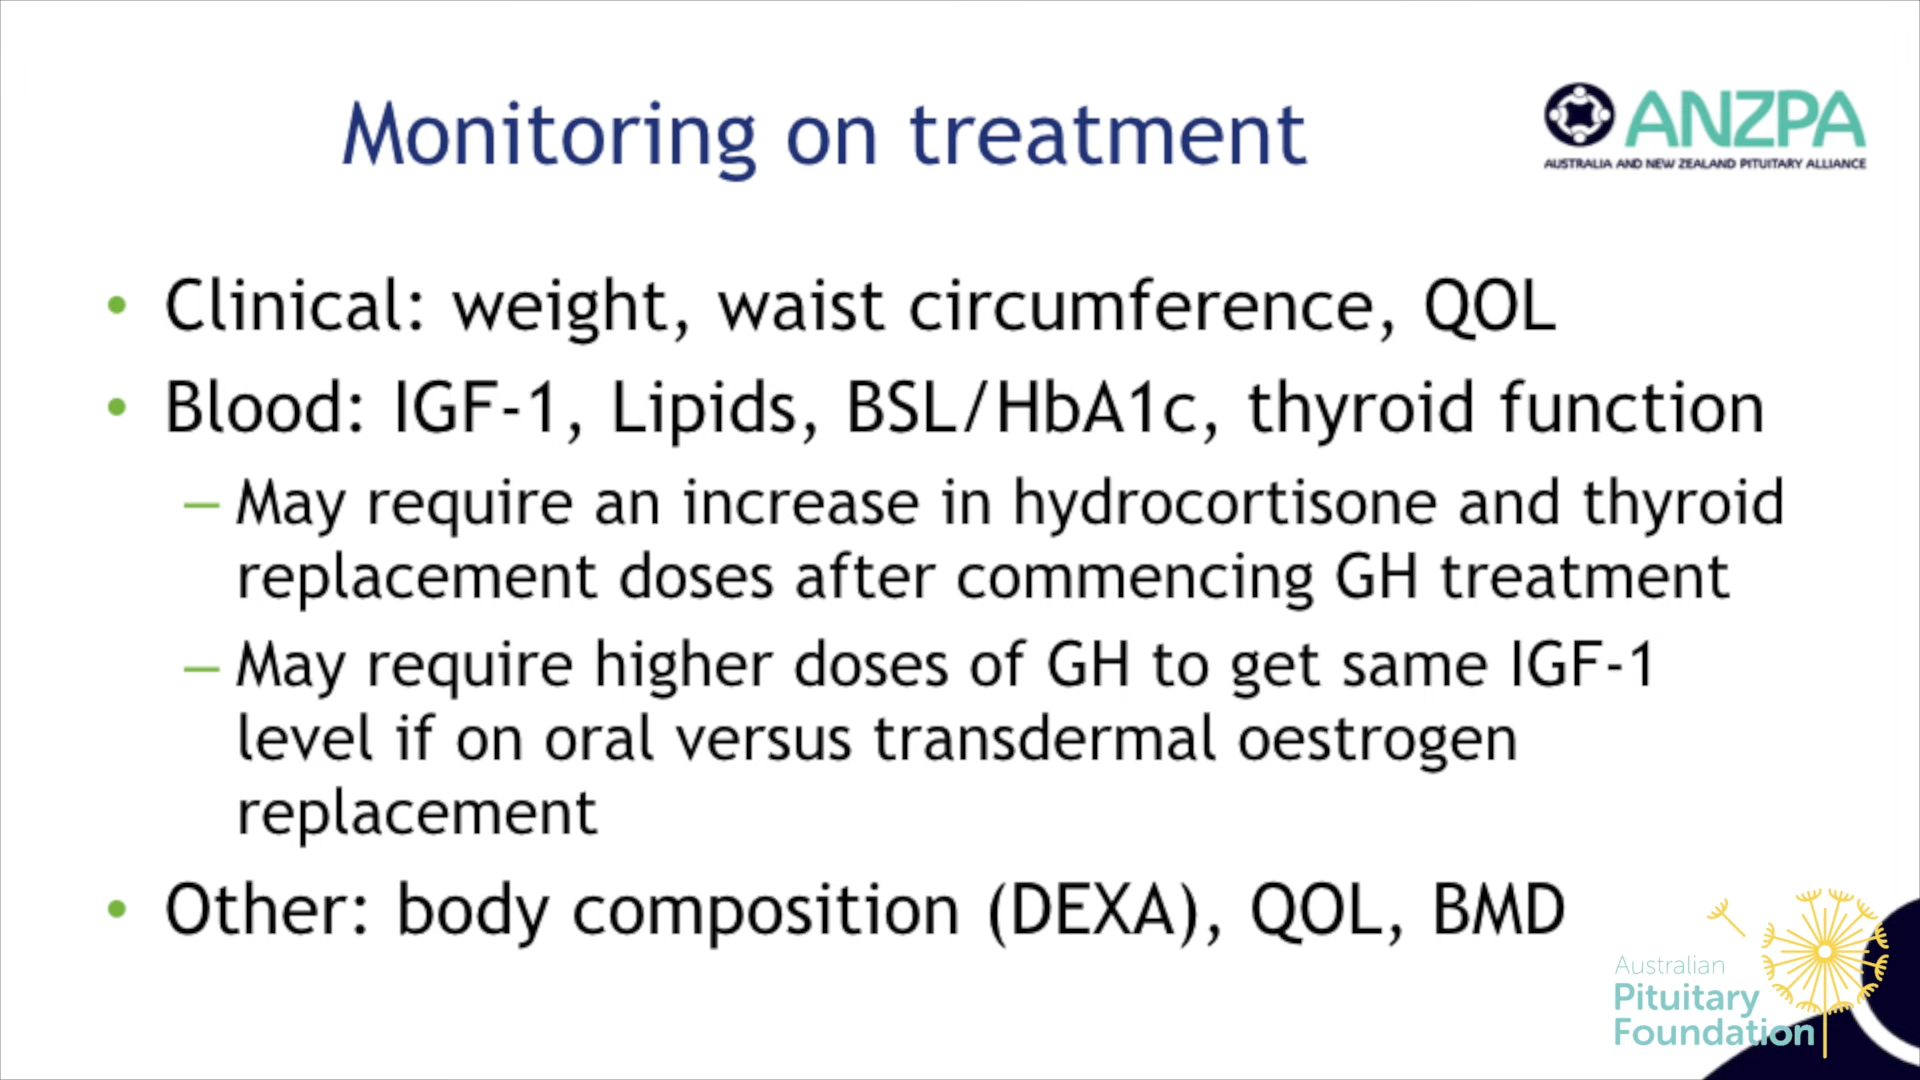 Monitoring on treatment
ANZPA
AUSTRALIA AND NEW ZEALAND PITUITARY ALLIANCE
• Clinical: weight, waist circumference, QOL
• Blood: IGF-1, Lipids, BSL/HbA1c, thyroid function
– May require an increase in hydrocortisone and thyroid
replacement doses after commencing GH treatment
– May require higher doses of GH to get same IGF-1
level if on oral versus transdermal oestrogen
replacement
• Other: body composition (DEXA), QOL, BMD
Australian
Pituitary
Foundation